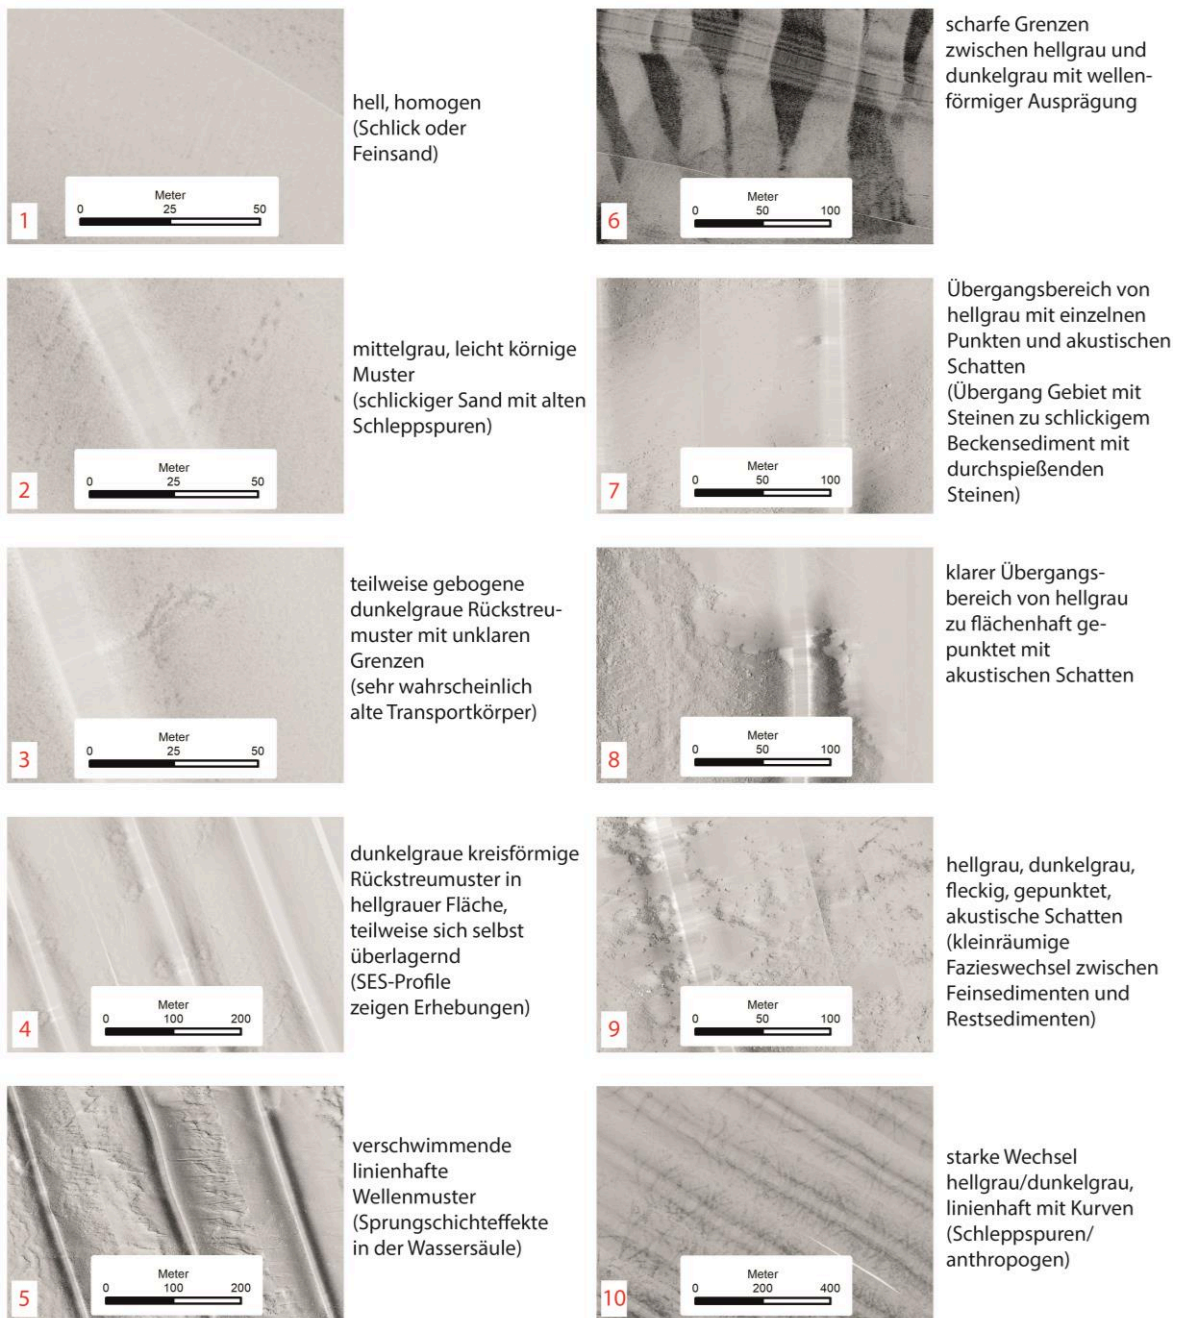 hell, homogen
(Schlick oder
Feinsand)
Meter
0 25 50
1
mittelgrau, leicht körnige
Muster
(schlickiger Sand mit alten
Schleppspuren)
Meter
0 25 50
2
teilweise gebogene
dunkelgraue Rückstreu-
muster mit unklaren
Grenzen
(sehr wahrscheinlich
alte Transportkörper)
Meter
0 25 50
3
dunkelgraue kreisförmige
Rückstreumuster in
hellgrauer Fläche,
teilweise sich selbst
überlagernd
(SES-Profile
zeigen Erhebungen)
Meter
0 100 200
4
verschwimmende
linienhafte
Wellenmuster
(Sprungschichteffekte
in der Wassersäule)
Meter
0 100 200
5
scharfe Grenzen
zwischen hellgrau und
dunkelgrau mit wellen-
förmiger Ausprägung
Meter
0 50 100
6
Übergangsbereich von
hellgrau mit einzelnen
Punkten und akustischen
Schatten
(Übergang Gebiet mit
Steinen zu schlickigem
Beckensediment mit
durchspießenden
Steinen)
Meter
0 50 100
7
klarer Übergangs-
bereich von hellgrau
zu flächenhaft ge-
punktet mit
akustischen Schatten
Meter
0 50 100
8
hellgrau, dunkelgrau,
fleckig, gepunktet,
akustische Schatten
(kleinräumige
Fazieswechsel zwischen
Feinsedimenten und
Restsedimenten)
Meter
0 50 100
9
starke Wechsel
hellgrau/dunkelgrau,
linienhaft mit Kurven
(Schleppspuren/
anthropogen)
Meter
0 200 400
10